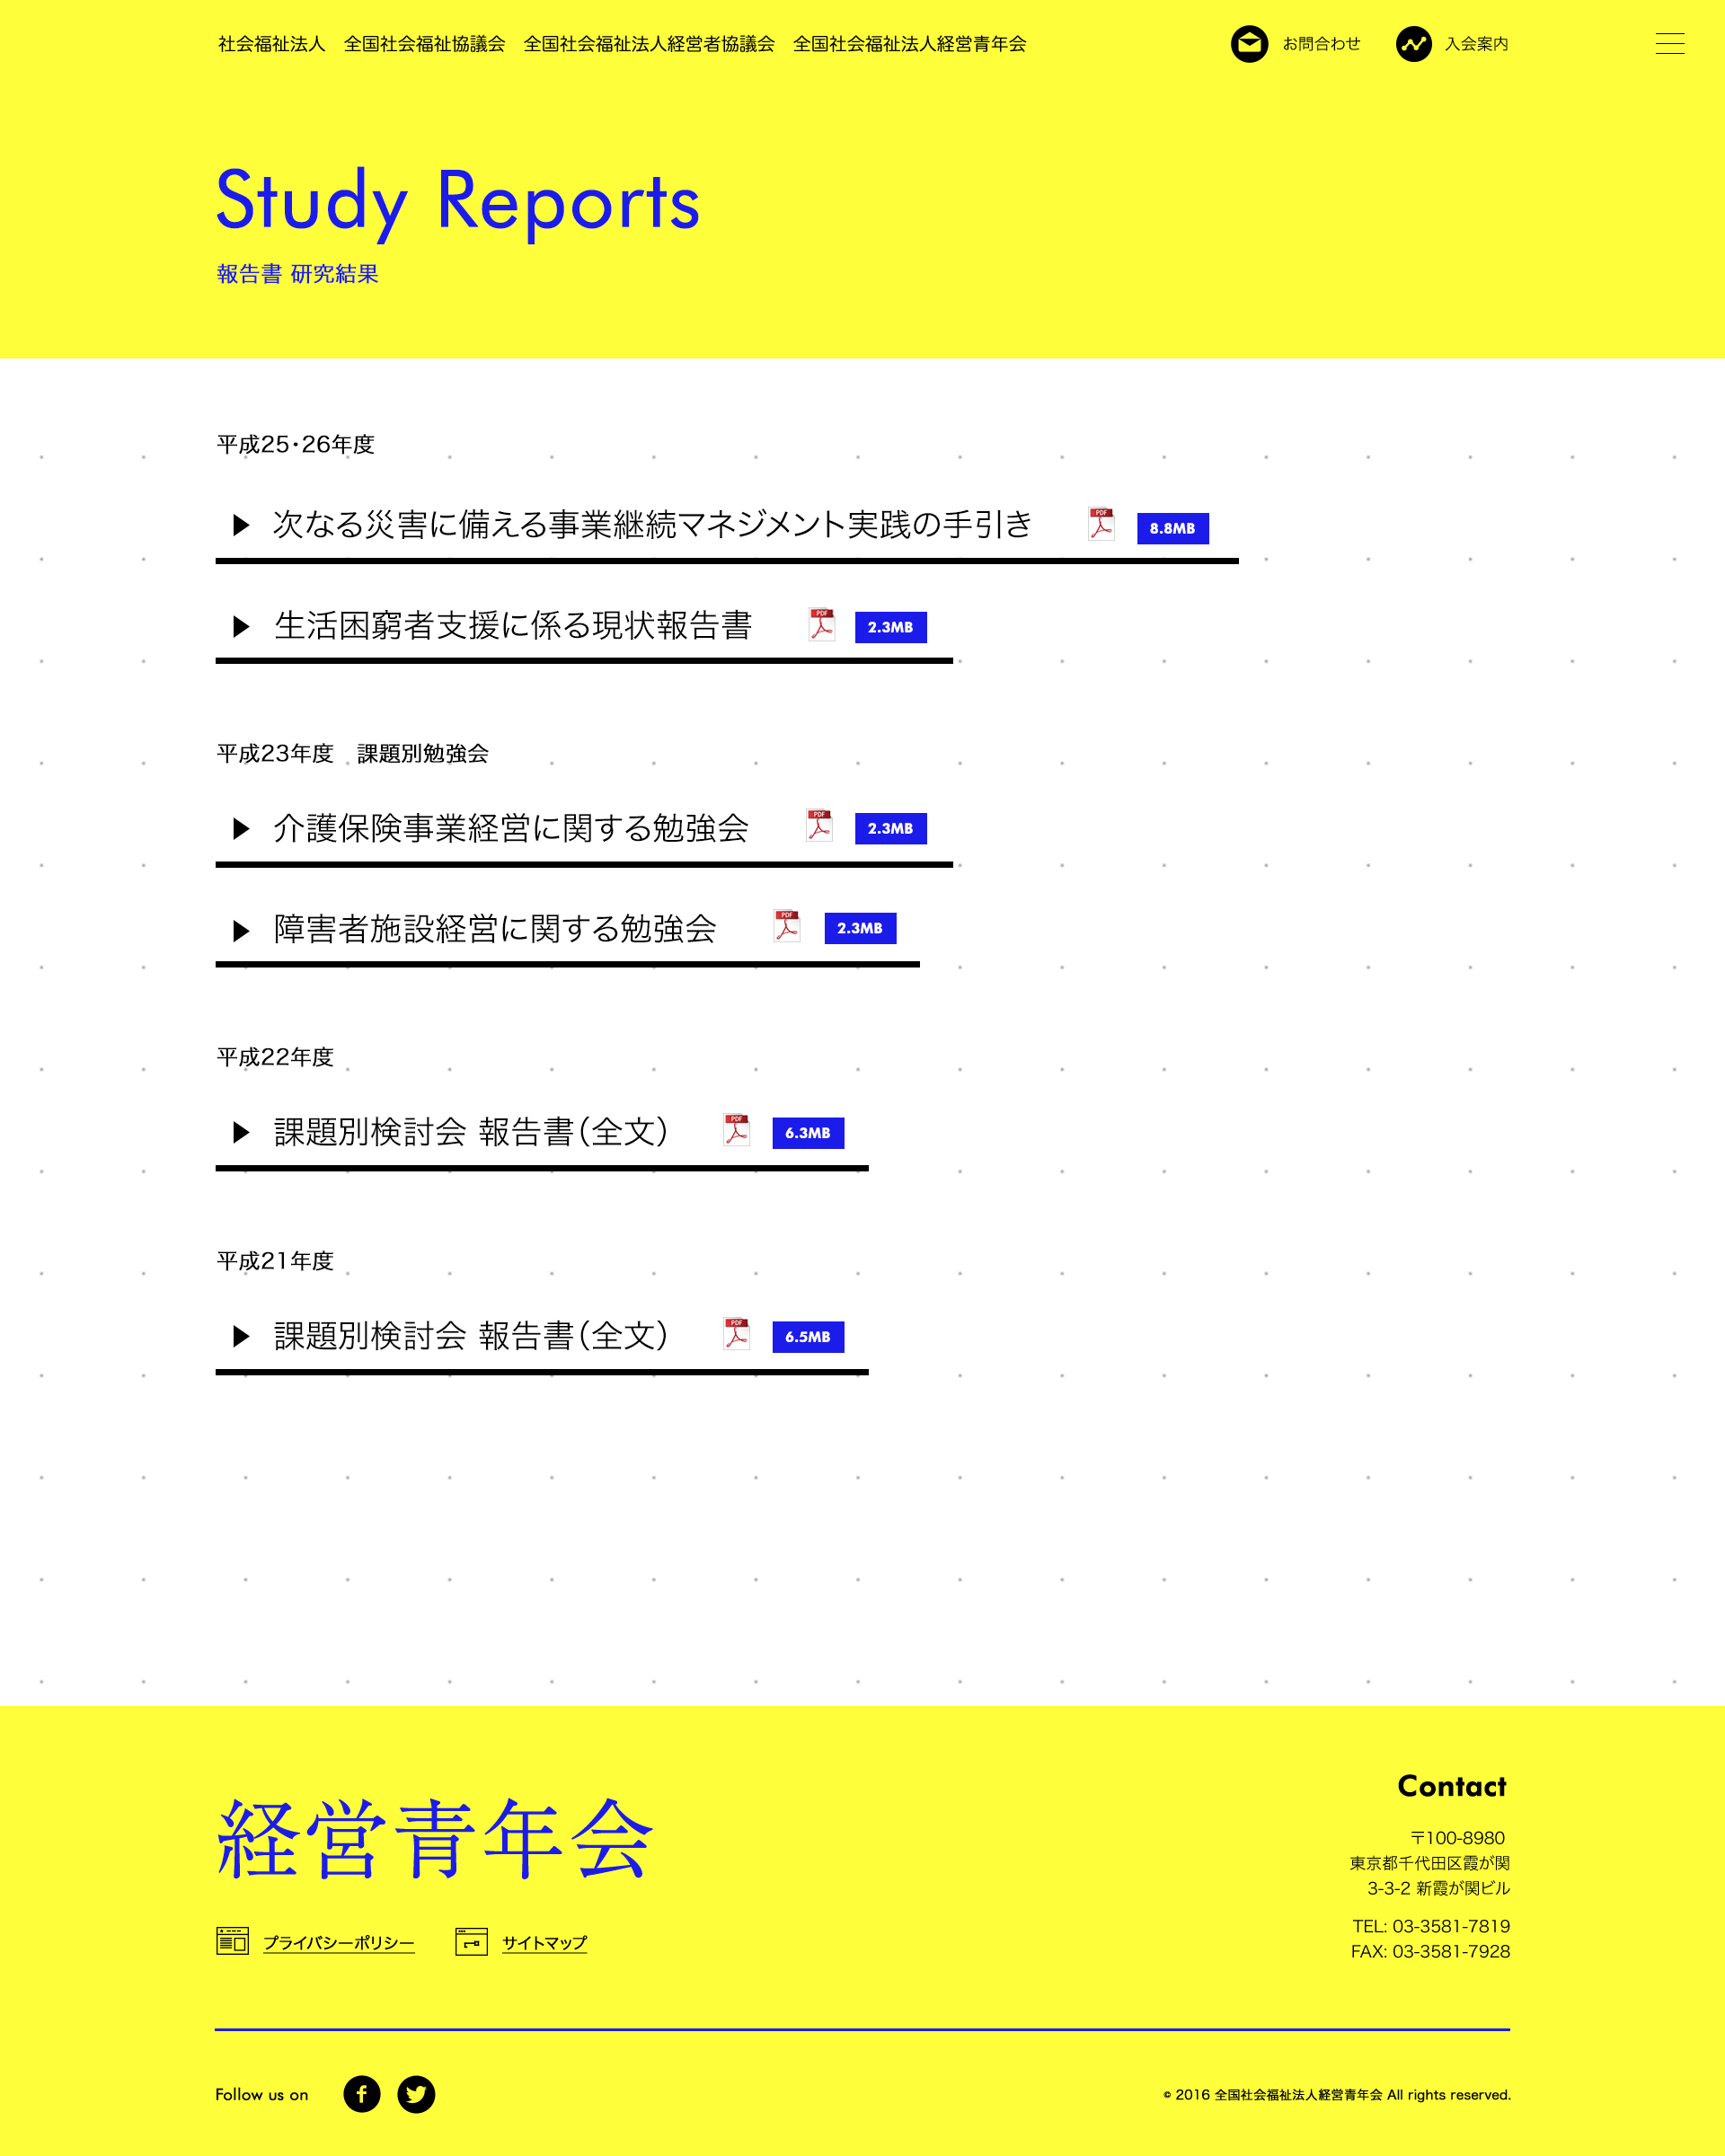 社会福祉法人　全国社会福祉協議会　全国社会福祉法人経営者協議会　全国社会福祉法人経営青年会
お問合わせ
入会案内
Study Reports
報告書 研究結果
平成25・26年度
次なる災害に備える事業継続マネジメント実践の手引き PDF 8.8MB
生活困窮者支援に係る現状報告書 PDF 2.3MB
平成23年度　課題別勉強会
介護保険事業経営に関する勉強会 PDF 2.3MB
障害者施設経営に関する勉強会 PDF 2.3MB
平成22年度
課題別検討会 報告書（全文） PDF 6.3MB
平成21年度
課題別検討会 報告書（全文） PDF 6.5MB
経営青年会
プライバシーポリシー
サイトマップ
Contact
〒100-8980
東京都千代田区霞が関
3-3-2 新霞が関ビル
TEL: 03-3581-7819
FAX: 03-3581-7928
Follow us on
© 2016 全国社会福祉法人経営青年会 All rights reserved.